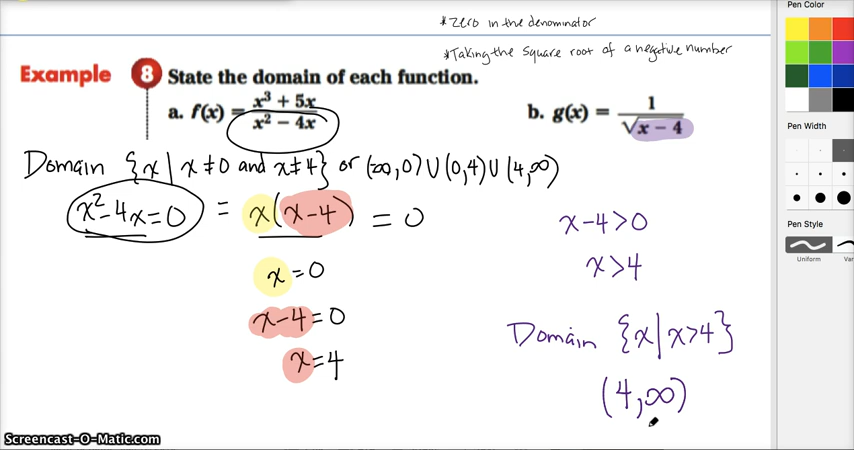 *Zero in the denominator
*Taking the square root of a negative number
Example 8 State the domain of each function.
a. f(x) = (x³ + 5x)/(x² − 4x)
b. g(x) = 1/√(x − 4)
Domain {x | x ≠ 0 and x ≠ 4} or (∞, 0) ∪ (0, 4) ∪ (4, ∞)
x² − 4x = 0 = x(x − 4) = 0
x = 0
x − 4 = 0
x = 4
x − 4 > 0
x > 4
Domain {x | x > 4}
(4, ∞)
Pen Color
Pen Width
Pen Style
Uniform Var
Screencast-O-Matic.com